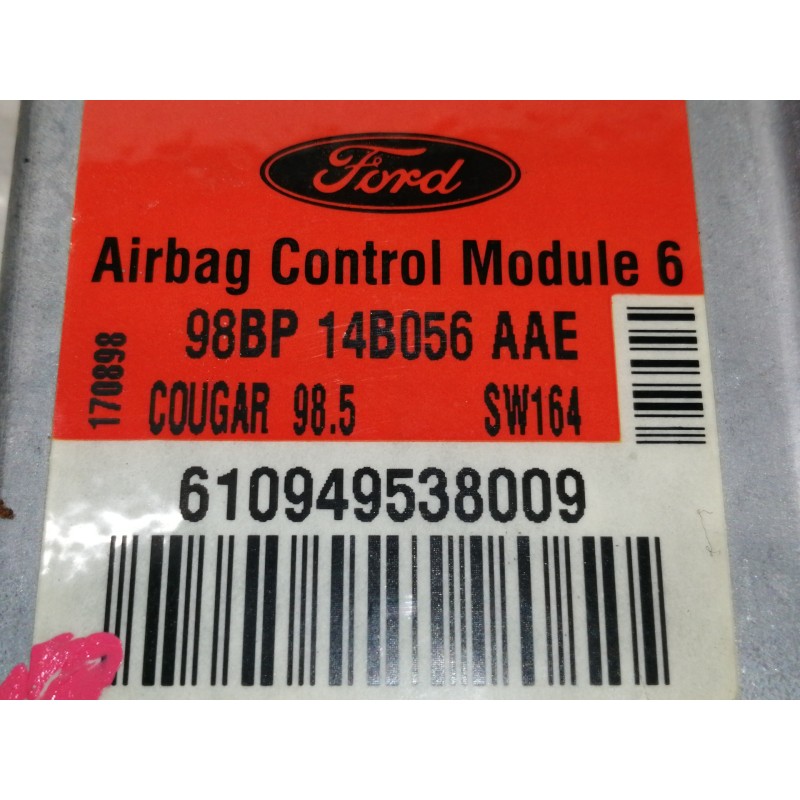 Ford
Airbag Control Module 6
98BP 14B056 AAE
170898
COUGAR 98.5 SW164
610949538009